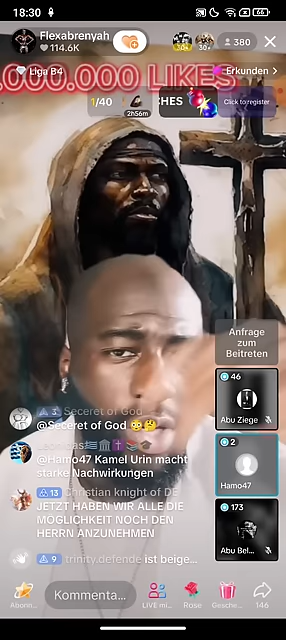 18:30
66
Flexabrenyah
114.6K
30+
380
.000.000 LIKES
Liga B4
Erkunden
1/40
CHES
Click to register
2h56m
Anfrage
zum
Beitreten
46
Abu Ziege
2
Hamo47
173
Abu Bel...
3 Seceret of God
@Seceret of God
@Hamo47 Kamel Urin macht
starke Nachwirkungen
13 Christian knight of DE
JETZT HABEN WIR ALLE DIE
MÖGLICHKEIT NOCH DEN
HERRN ANZUNEHMEN
9 trinity.defende ist beige...
Kommenta...
Abonn...
LIVE mi...
Rose
Gesche...
146